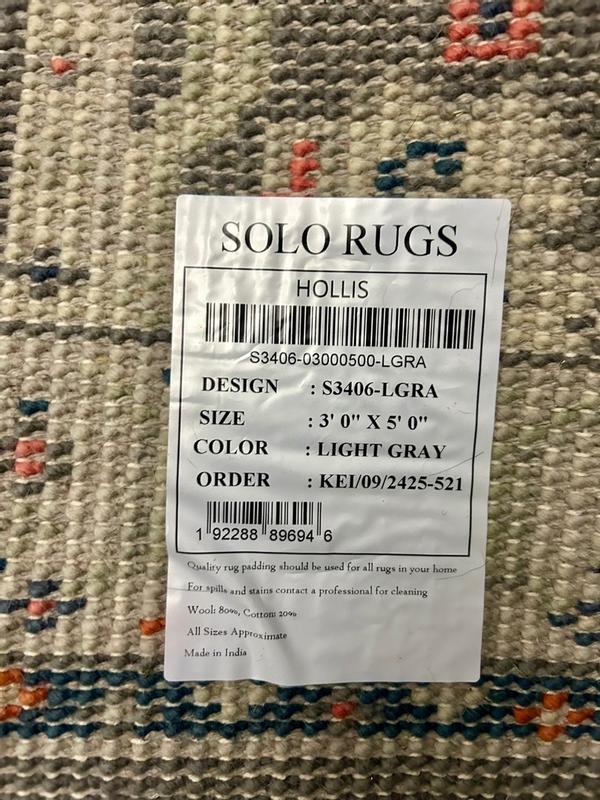 SOLO RUGS
HOLLIS
S3406-03000500-LGRA
DESIGN : S3406-LGRA
SIZE : 3' 0" X 5' 0"
COLOR : LIGHT GRAY
ORDER : KEI/09/2425-521
1 92288 89694 6
Quality rug padding should be used for all rugs in your home
For spills and stains contact a professional for cleaning
Wool: 80%, Cotton: 20%
All Sizes Approximate
Made in India